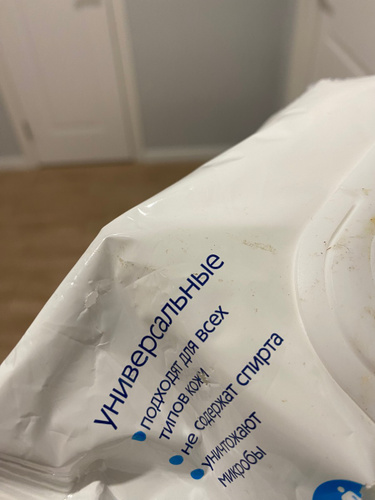 универсальные
подходят для всех
типов кожи
не содержат спирта
уничтожают
микробы